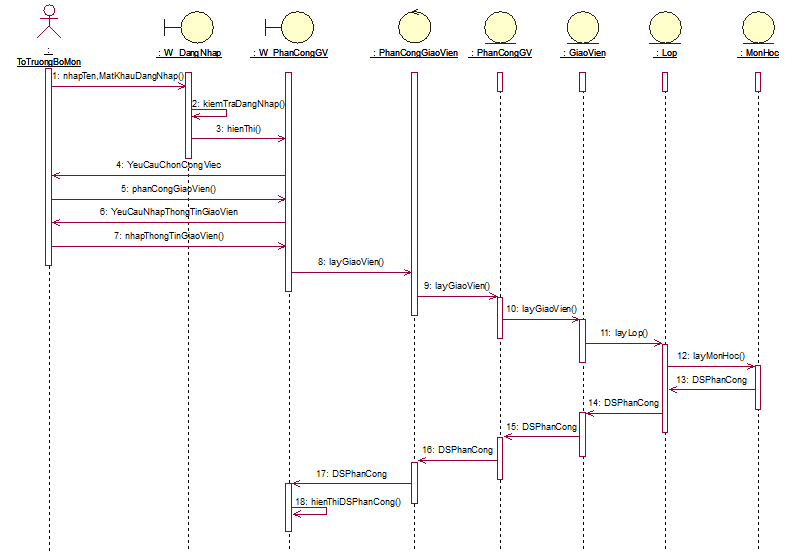 :
ToTruongBoMon
: W_DangNhap
: W_PhanCongGV
: PhanCongGiaoVien
: PhanCongGV
: GiaoVien
: Lop
: MonHoc
1: nhapTen,MatKhauDangNhap()
2: kiemTraDangNhap()
3: hienThi()
4: YeuCauChonCongViec
5: phanCongGiaoVien()
6: YeuCauNhapThongTinGiaoVien
7: nhapThongTinGiaoVien()
8: layGiaoVien()
9: layGiaoVien()
10: layGiaoVien()
11: layLop()
12: layMonHoc()
13: DSPhanCong
14: DSPhanCong
15: DSPhanCong
16: DSPhanCong
17: DSPhanCong
18: hienThiDSPhanCong()